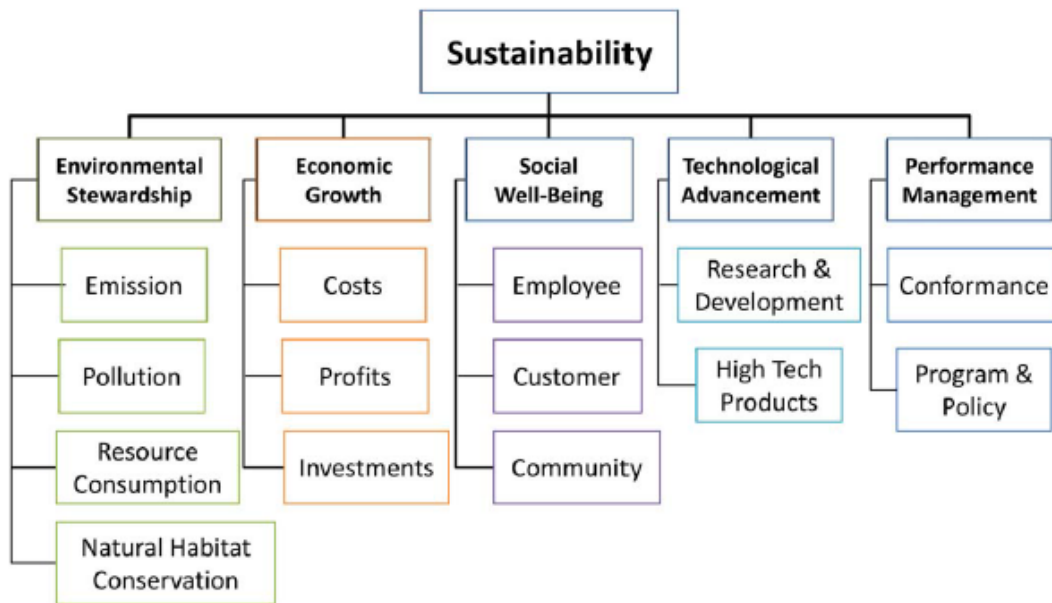 Sustainability
Environmental
Stewardship
Emission
Pollution
Resource
Consumption
Natural Habitat
Conservation
Economic
Growth
Costs
Profits
Investments
Social
Well-Being
Employee
Customer
Community
Technological
Advancement
Research &
Development
High Tech
Products
Performance
Management
Conformance
Program &
Policy